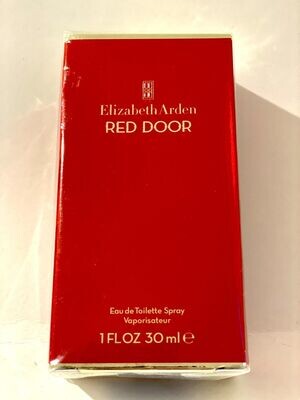 Elizabeth Arden
RED DOOR
Eau de Toilette Spray
Vaporisateur
1 FL OZ 30 ml ℮